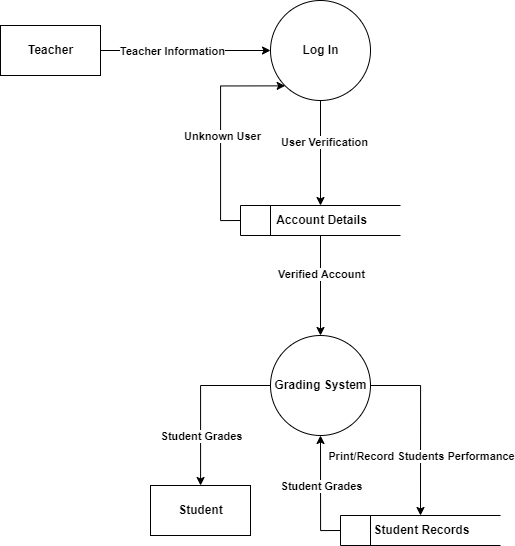 Teacher
Teacher Information
Log In
Unknown User
User Verification
Account Details
Verified Account
Grading System
Student Grades
Print/Record Students Performance
Student Grades
Student
Student Records